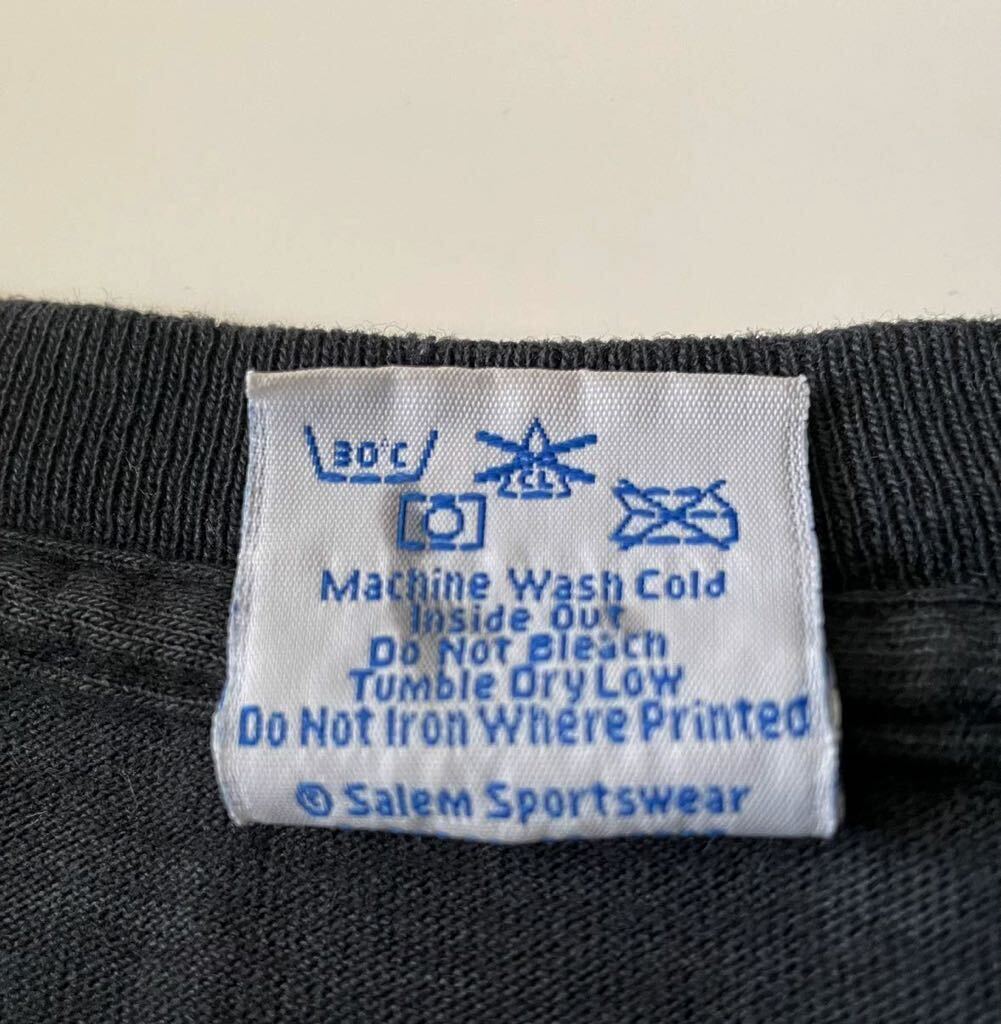 30°C
CL
Machine Wash Cold
Inside Out
Do Not Bleach
Tumble Dry Low
Do Not Iron Where Printed
© Salem Sportswear